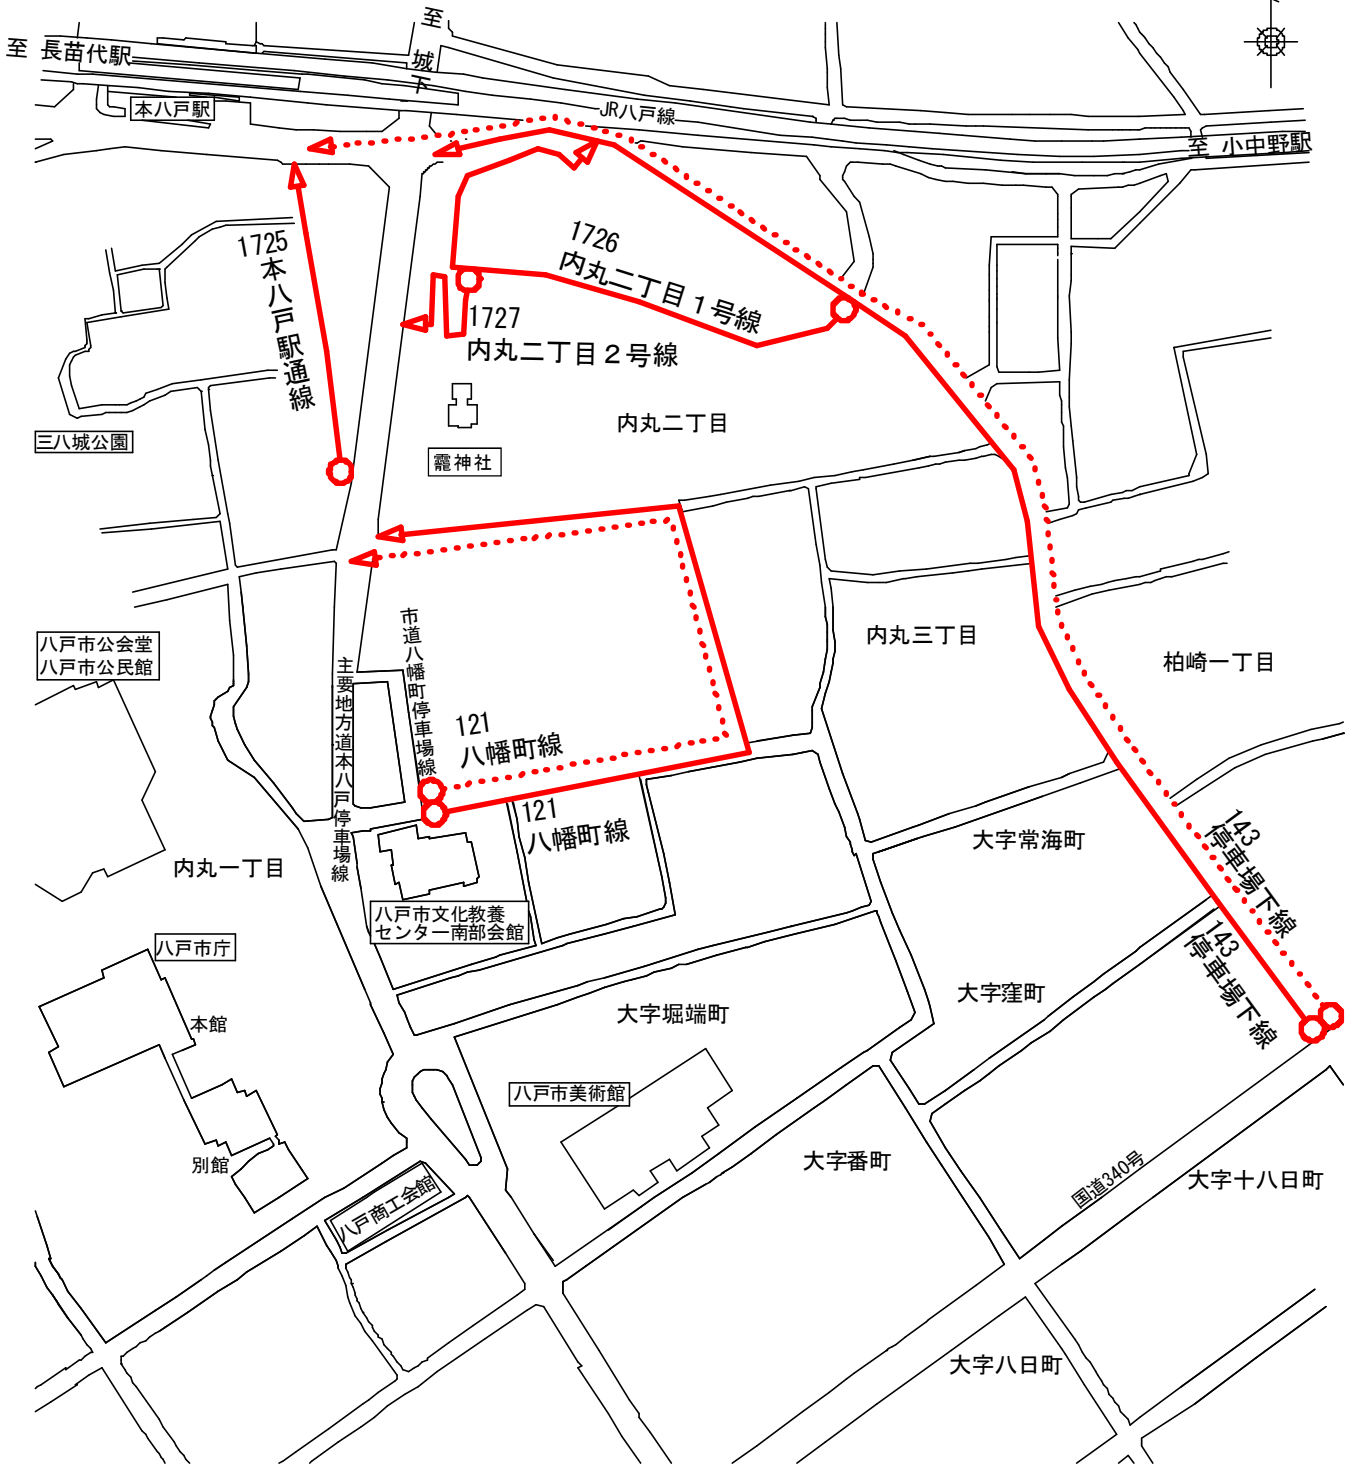 至
至 長苗代駅
城下
本八戸駅
JR八戸線
至 小中野駅
1725
本八戸駅通線
1726
内丸二丁目1号線
1727
内丸二丁目2号線
内丸二丁目
三八城公園
龗神社
八戸市公会堂
八戸市公民館
市道八幡町停車場線
主要地方道本八戸停車場線
内丸三丁目
柏崎一丁目
121
八幡町線
121
八幡町線
大字常海町
143
停車場下線
143
停車場下線
内丸一丁目
八戸市文化教養
センター南部会館
八戸市庁
本館
大字窪町
大字堀端町
八戸市美術館
別館
大字番町
国道340号
大字十八日町
八戸商工会館
大字八日町